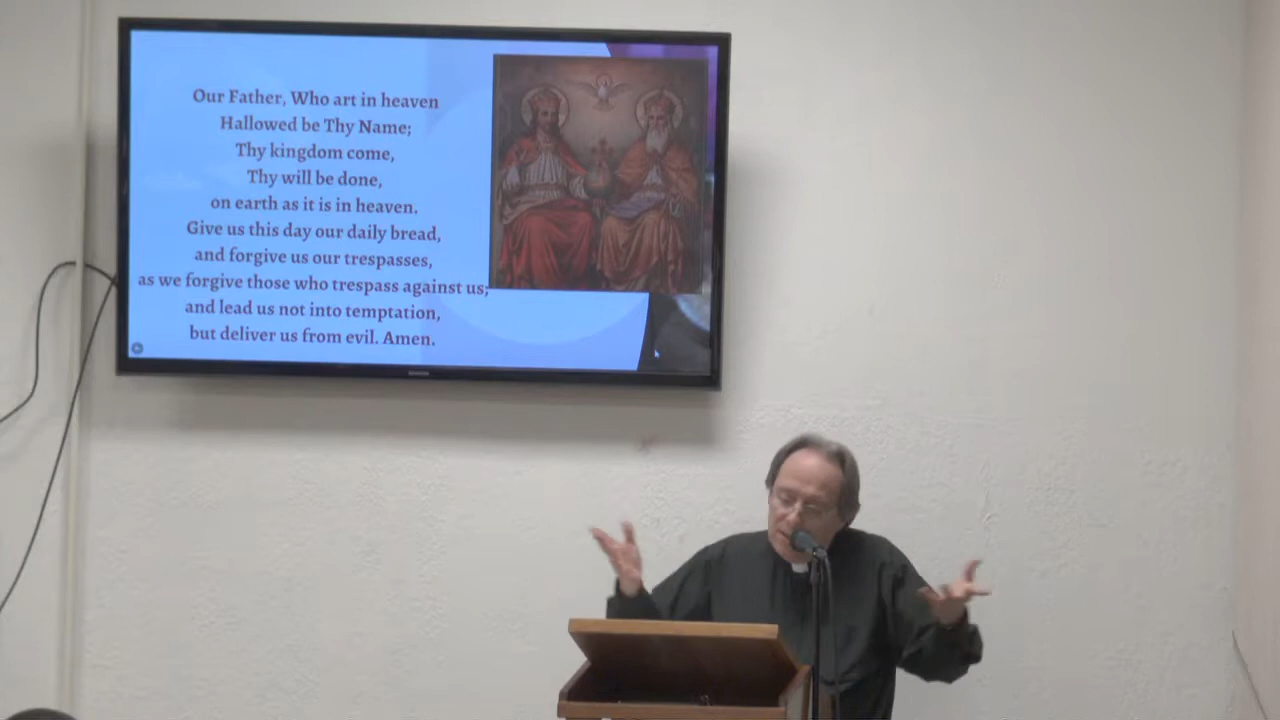 Our Father, Who art in heaven
Hallowed be Thy Name;
Thy kingdom come,
Thy will be done,
on earth as it is in heaven.
Give us this day our daily bread,
and forgive us our trespasses,
as we forgive those who trespass against us;
and lead us not into temptation,
but deliver us from evil. Amen.